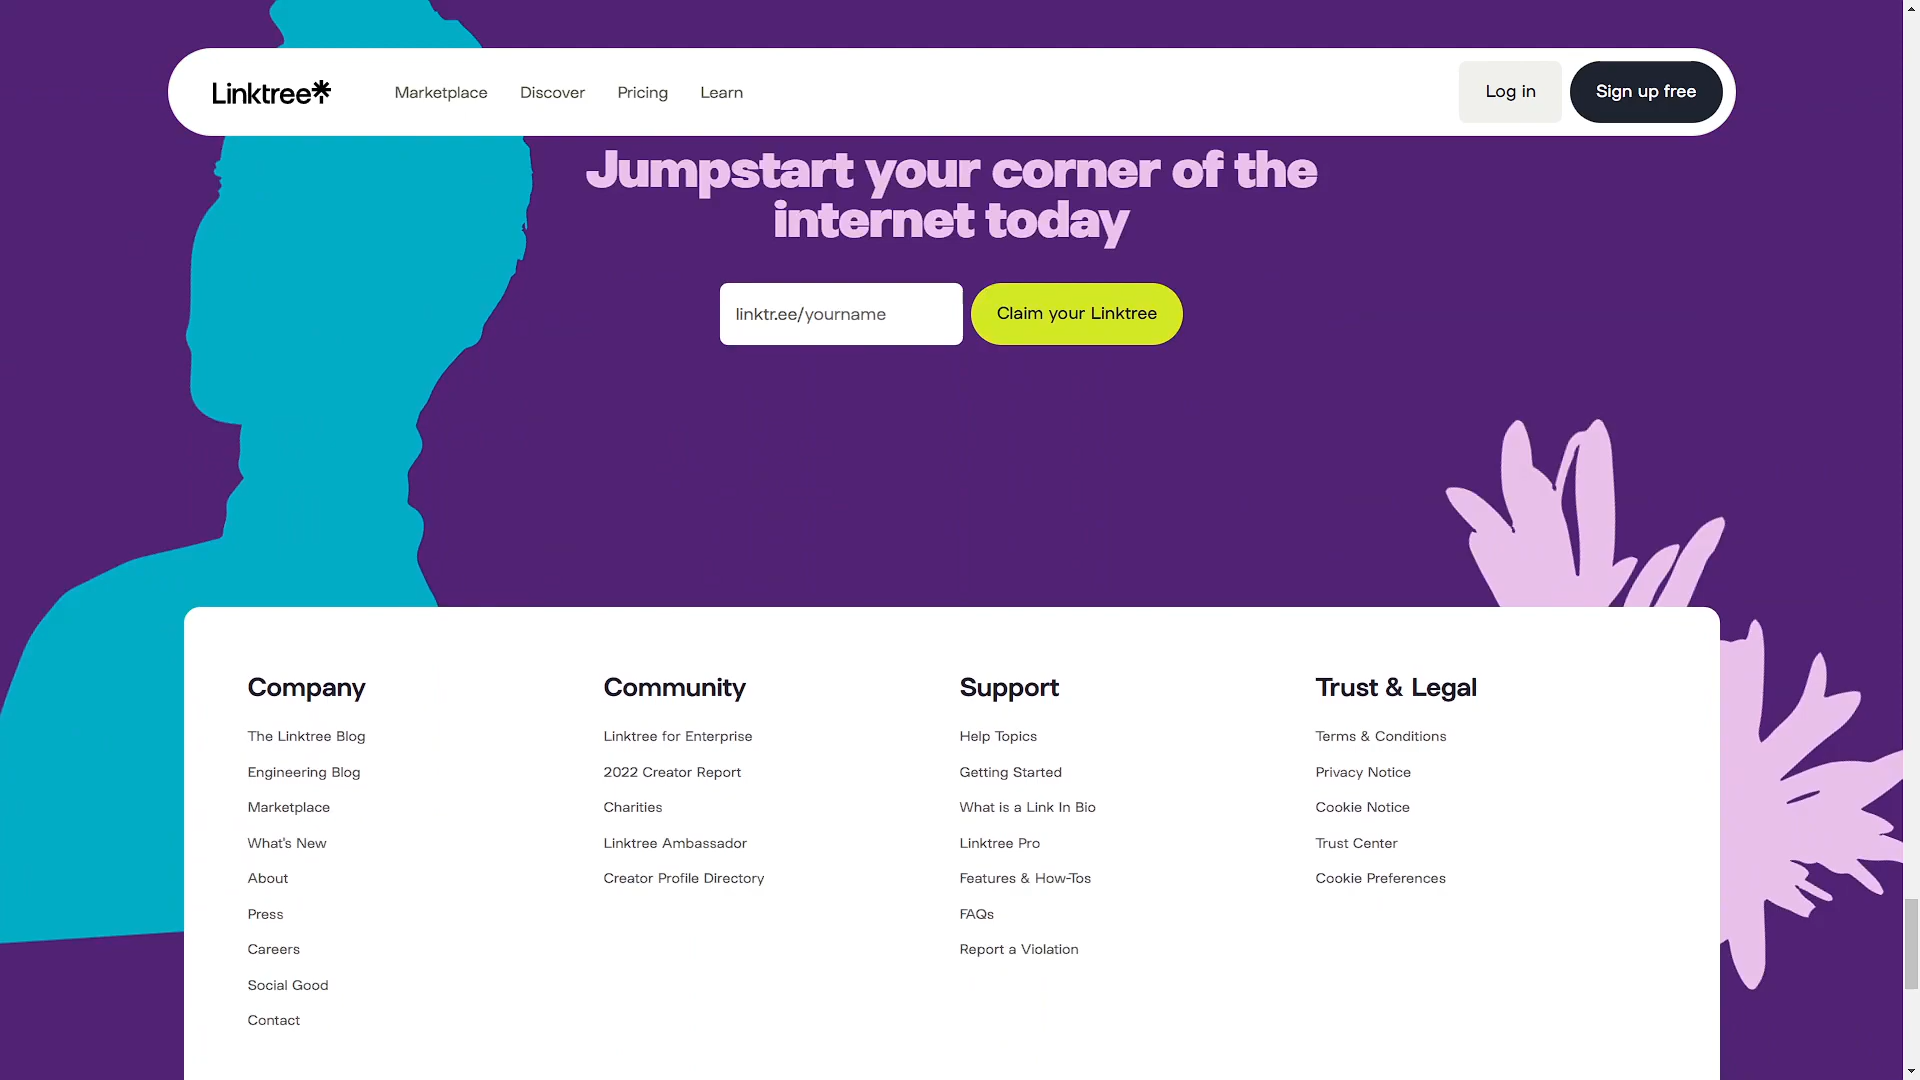 Linktree
Marketplace
Discover
Pricing
Learn
Log in
Sign up free
Jumpstart your corner of the
internet today
linktr.ee/yourname
Claim your Linktree
Company
The Linktree Blog
Engineering Blog
Marketplace
What's New
About
Press
Careers
Social Good
Contact
Community
Linktree for Enterprise
2022 Creator Report
Charities
Linktree Ambassador
Creator Profile Directory
Support
Help Topics
Getting Started
What is a Link In Bio
Linktree Pro
Features & How-Tos
FAQs
Report a Violation
Trust & Legal
Terms & Conditions
Privacy Notice
Cookie Notice
Trust Center
Cookie Preferences